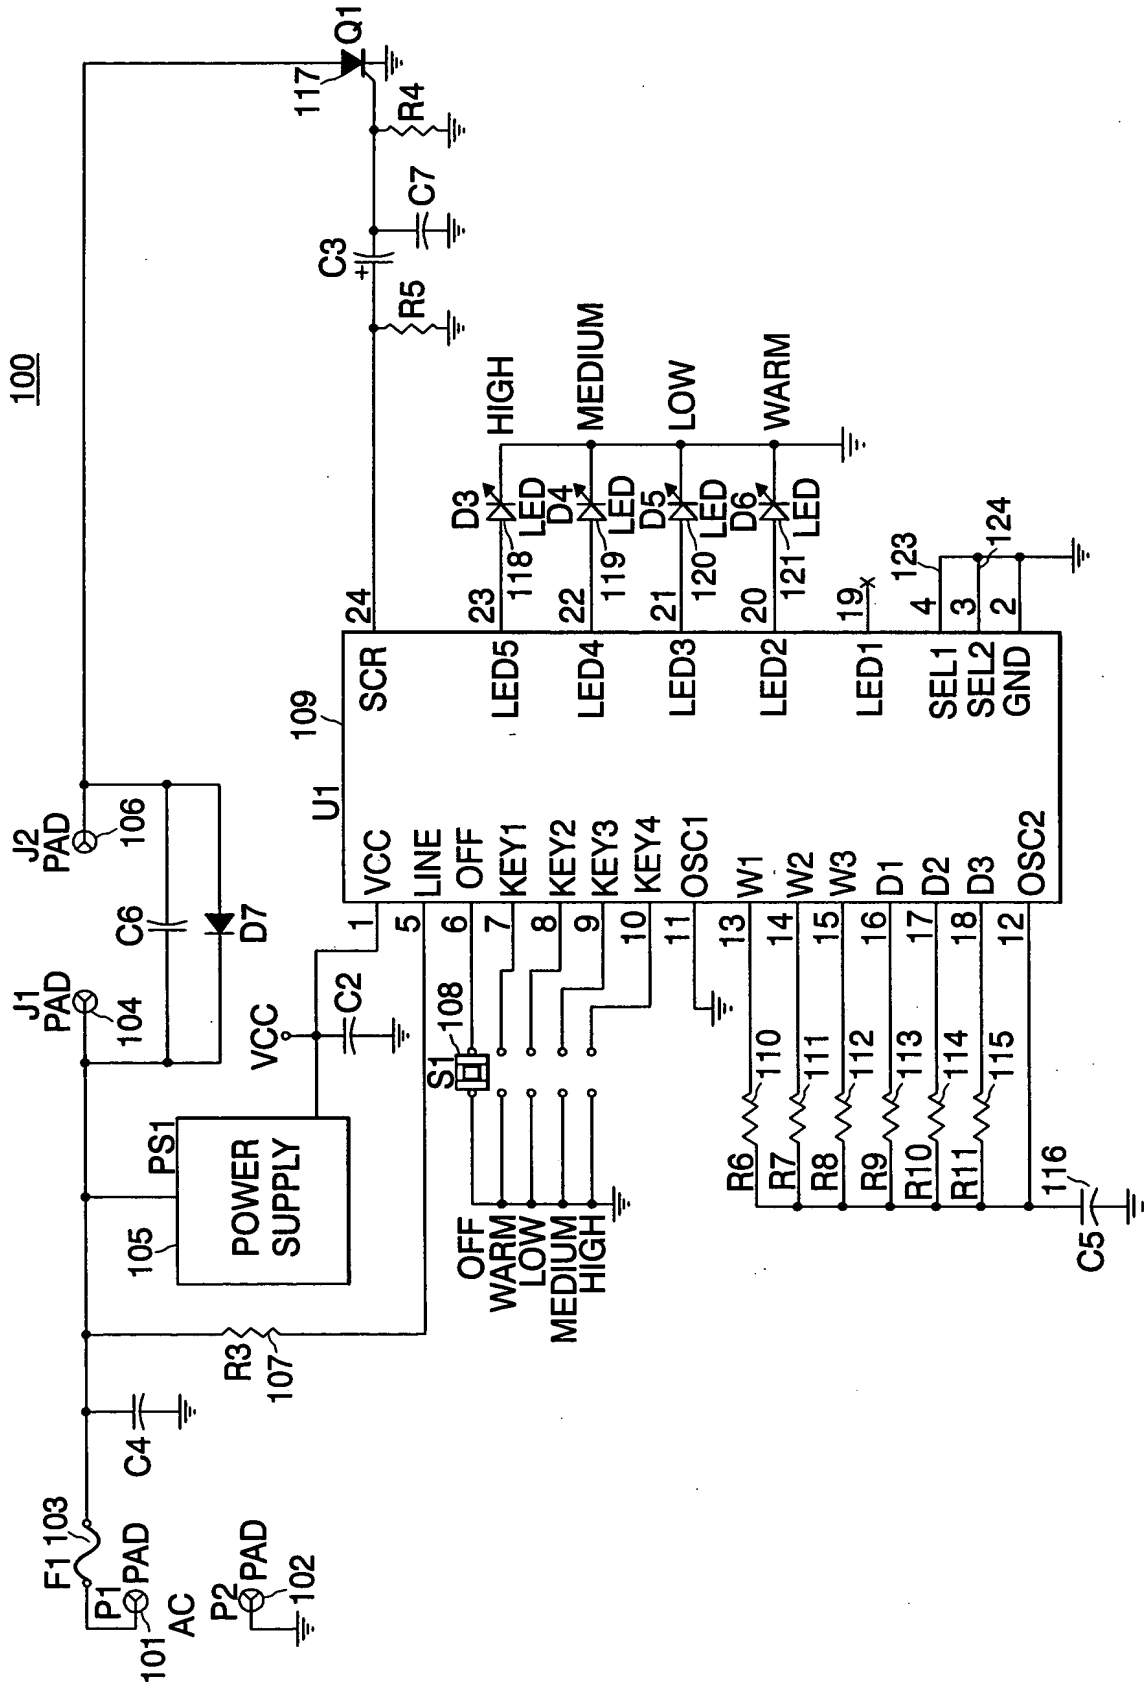 100
F1
103
P1
PAD
101
AC
P2
PAD
102
C4
R3
107
105
PS1
POWER
SUPPLY
VCC
C2
J1
PAD
104
C6
D7
J2
PAD
106
117
Q1
R4
C7
C3
+
R5
109
U1
S1
108
OFF
WARM
LOW
MEDIUM
HIGH
1
VCC
5
LINE
6
OFF
7
KEY1
8
KEY2
9
KEY3
10
KEY4
11
OSC1
13
W1
14
W2
15
W3
16
D1
17
D2
18
D3
12
OSC2
R6
110
R7
111
R8
112
R9
113
R10
114
R11
115
C5
116
SCR
24
LED5
23
D3
LED
118
HIGH
LED4
22
D4
LED
119
MEDIUM
LED3
21
D5
LED
120
LOW
LED2
20
D6
LED
121
WARM
LED1
19
SEL1
4
123
SEL2
3
124
GND
2